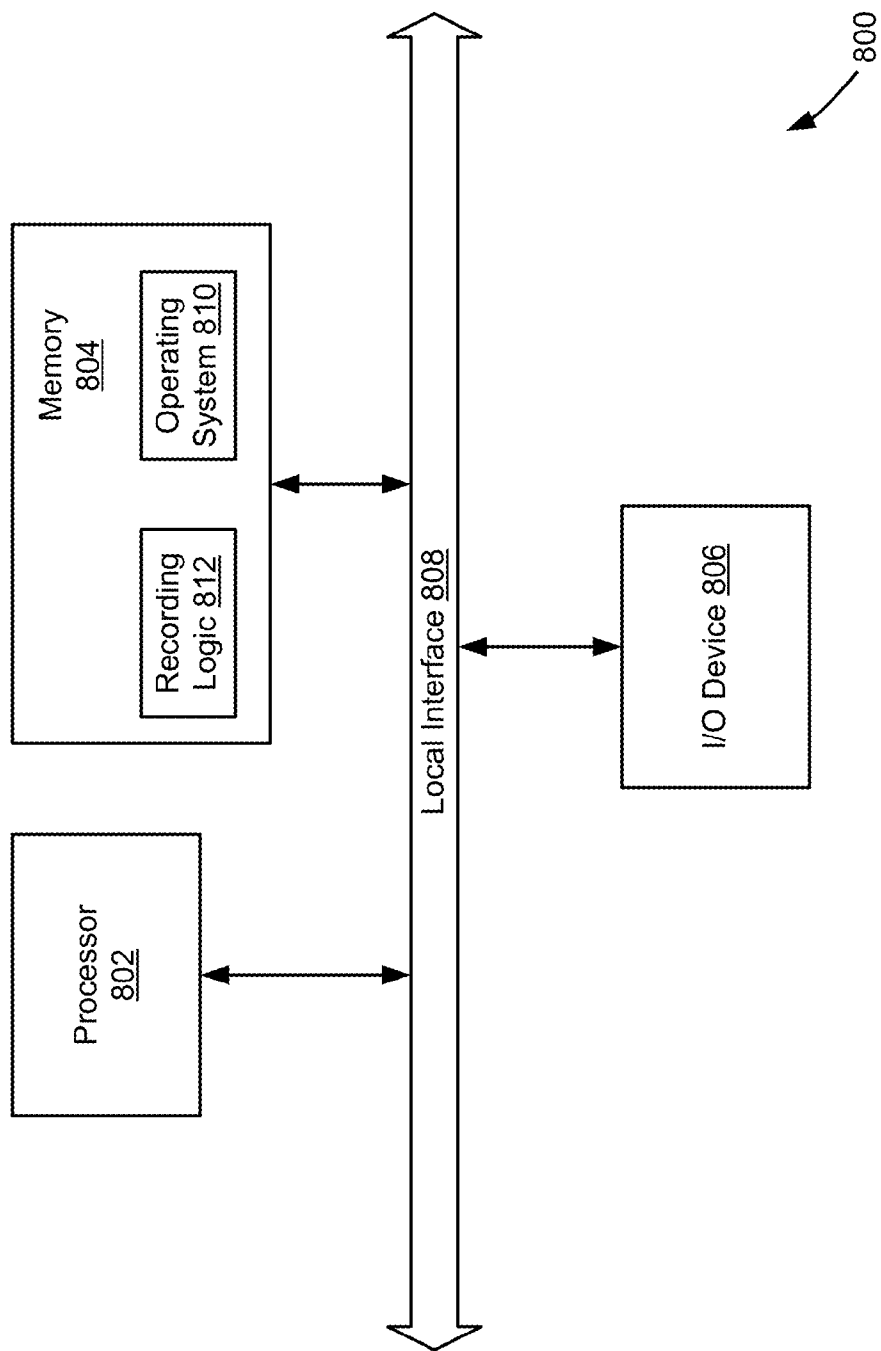 Processor
802
Memory
804
Recording
Logic 812
Operating
System 810
Local Interface 808
I/O Device 806
800